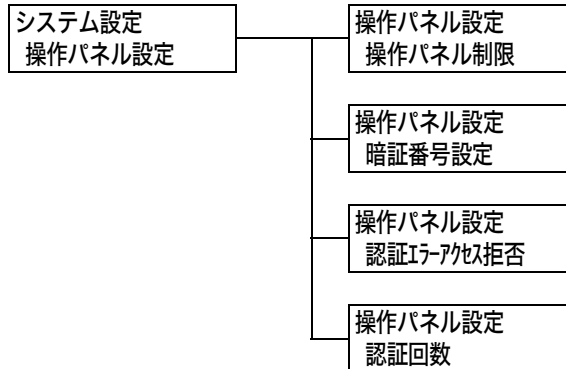 システム設定
操作パネル設定
操作パネル設定
操作パネル制限
操作パネル設定
暗証番号設定
操作パネル設定
認証ｴﾗｰｱｸｾｽ拒否
操作パネル設定
認証回数